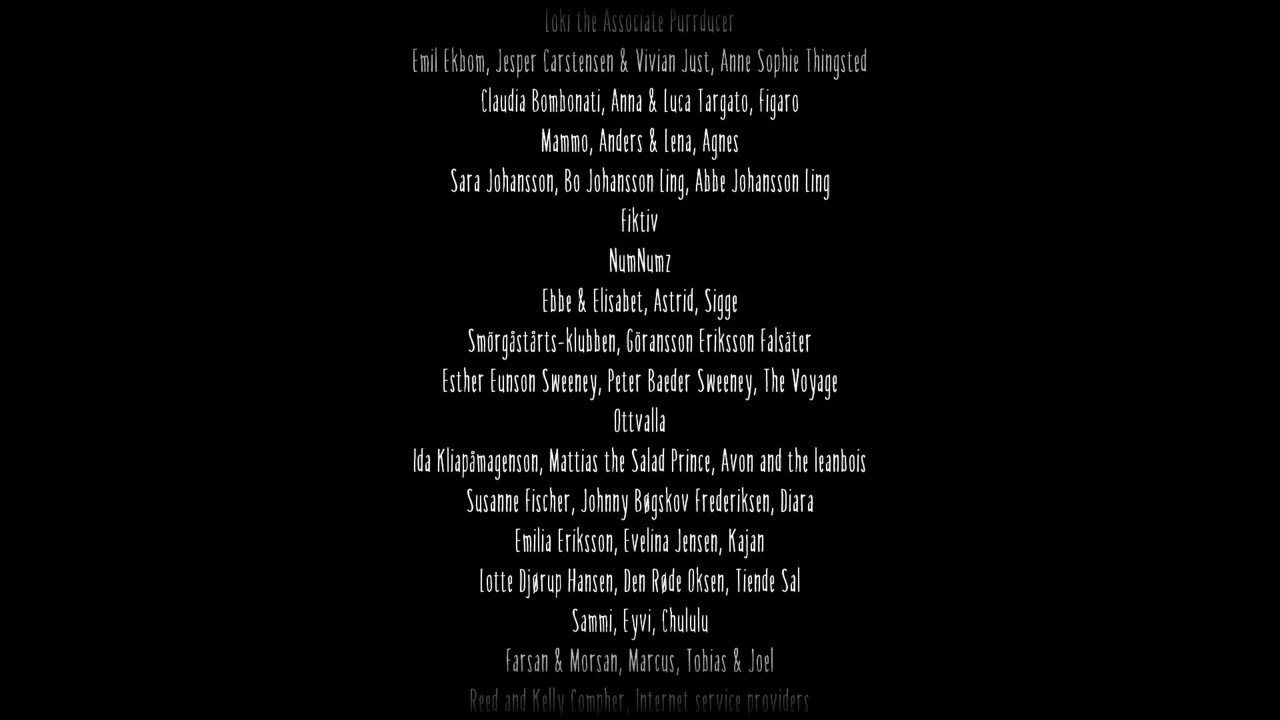 Loki the Associate Purrducer
Emil Ekbom, Jesper Carstensen & Vivian Just, Anne Sophie Thingsted
Claudia Bombonati, Anna & Luca Targato, Figaro
Mammo, Anders & Lena, Agnes
Sara Johansson, Bo Johansson Ling, Abbe Johansson Ling
Fiktiv
NumNumz
Ebbe & Elisabet, Astrid, Sigge
Smörgåstårts-klubben, Göransson Eriksson Falsäter
Esther Eunson Sweeney, Peter Baeder Sweeney, The Voyage
Ottvalla
Ida Kliapåmagenson, Mattias the Salad Prince, Avon and the leanbois
Susanne Fischer, Johnny Bøgskov Frederiksen, Diara
Emilia Eriksson, Evelina Jensen, Kajan
Lotte Djørup Hansen, Den Røde Oksen, Tiende Sal
Sammi, Eyvi, Chululu
Farsan & Morsan, Marcus, Tobias & Joel
Reed and Kelly Compher, Internet service providers